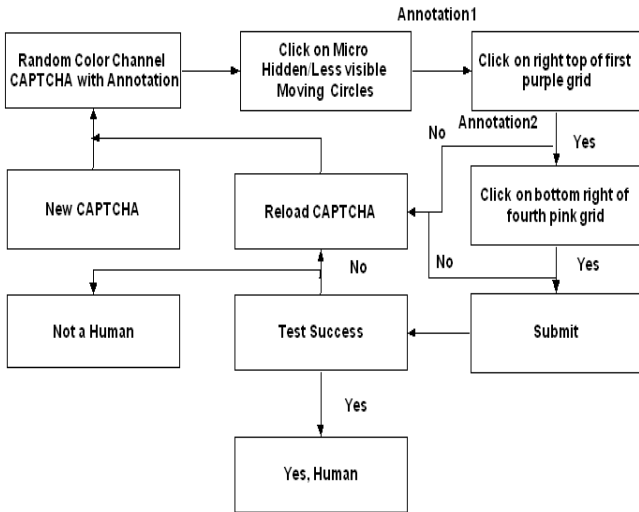 Annotation1
Random Color Channel
CAPTCHA with Annotation
Click on Micro
Hidden/Less visible
Moving Circles
Click on right top of first
purple grid
No
Annotation2
Yes
New CAPTCHA
Reload CAPTCHA
Click on bottom right of
fourth pink grid
No
No
Yes
Not a Human
Test Success
Submit
Yes
Yes, Human